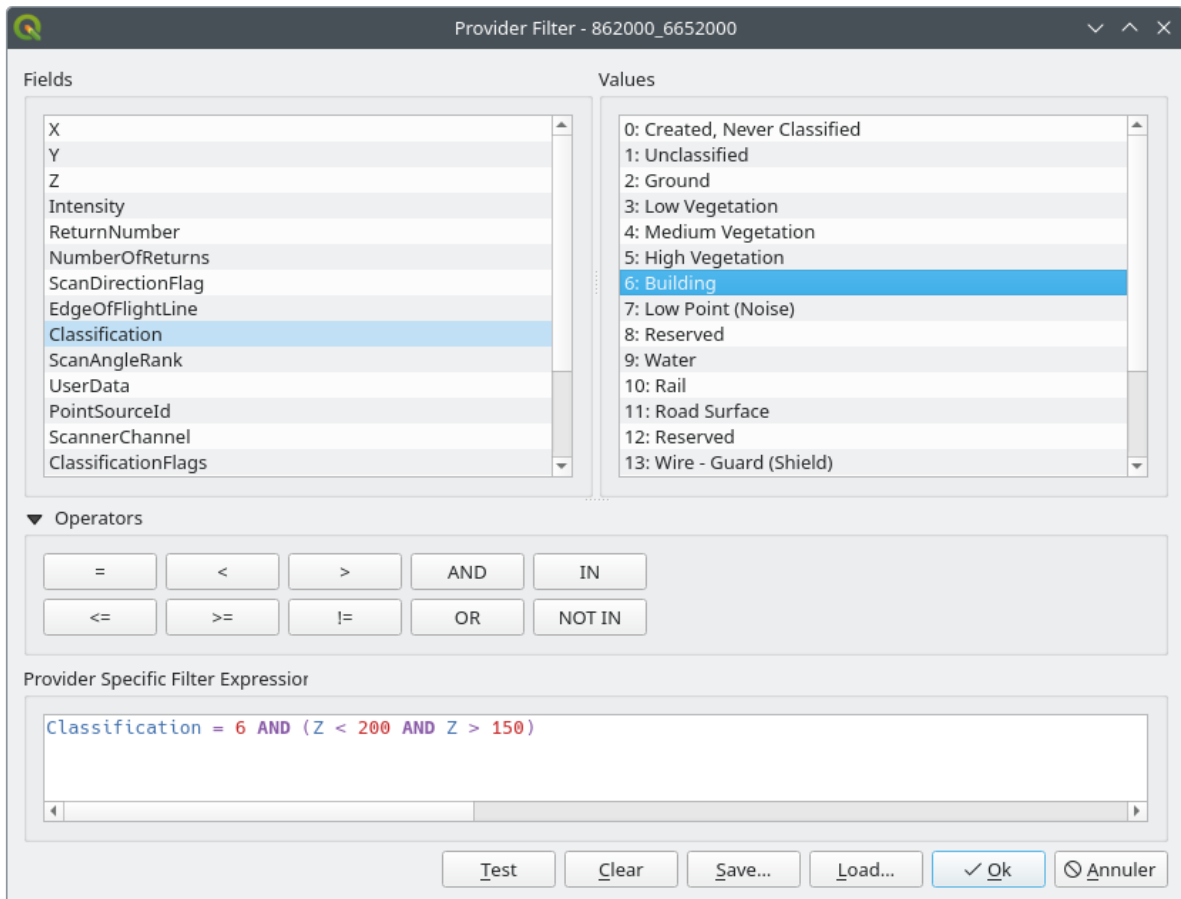 Provider Filter - 862000_6652000
Fields
X
Y
Z
Intensity
ReturnNumber
NumberOfReturns
ScanDirectionFlag
EdgeOfFlightLine
Classification
ScanAngleRank
UserData
PointSourceId
ScannerChannel
ClassificationFlags
Values
0: Created, Never Classified
1: Unclassified
2: Ground
3: Low Vegetation
4: Medium Vegetation
5: High Vegetation
6: Building
7: Low Point (Noise)
8: Reserved
9: Water
10: Rail
11: Road Surface
12: Reserved
13: Wire - Guard (Shield)
Operators
= < > AND IN
<= >= != OR NOT IN
Provider Specific Filter Expression
Classification = 6 AND (Z < 200 AND Z > 150)
Test Clear Save... Load... Ok Annuler